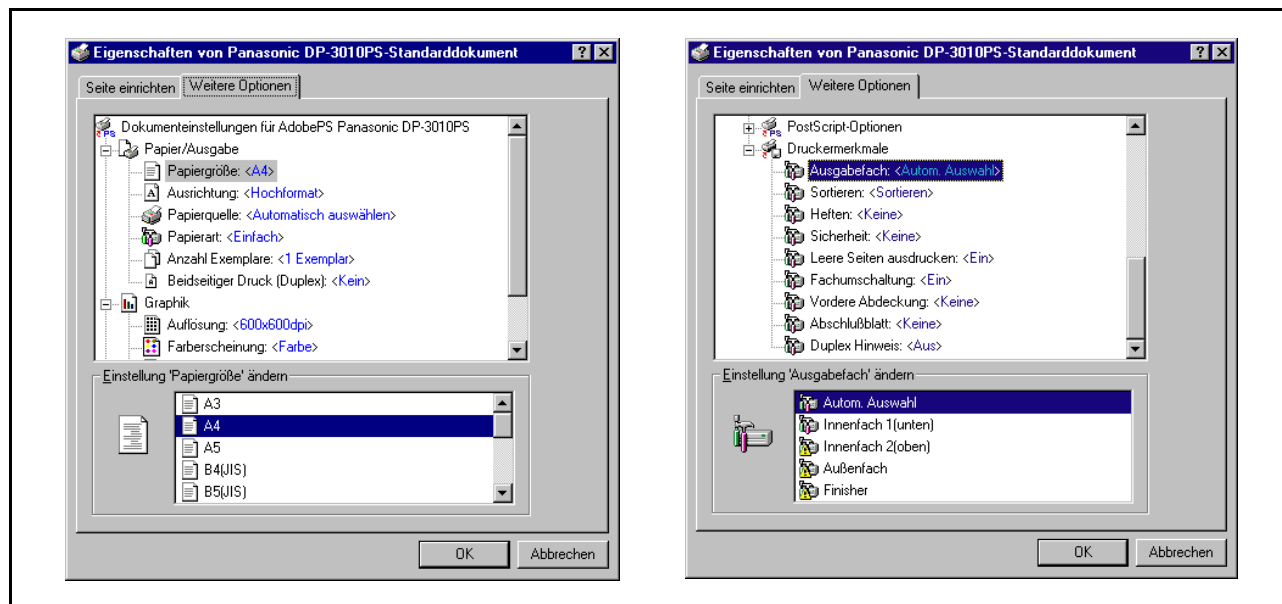 Eigenschaften von Panasonic DP-3010PS-Standarddokument
Seite einrichten
Weitere Optionen
Dokumenteinstellungen für AdobePS Panasonic DP-3010PS
Papier/Ausgabe
Papiergröße: <A4>
Ausrichtung: <Hochformat>
Papierquelle: <Automatisch auswählen>
Papierart: <Einfach>
Anzahl Exemplare: <1 Exemplar>
Beidseitiger Druck (Duplex): <Kein>
Graphik
Auflösung: <600x600dpi>
Farberscheinung: <Farbe>
Einstellung 'Papiergröße' ändern
A3
A4
A5
B4(JIS)
B5(JIS)
OK
Abbrechen
Eigenschaften von Panasonic DP-3010PS-Standarddokument
Seite einrichten
Weitere Optionen
PostScript-Optionen
Druckermerkmale
Ausgabefach: <Autom. Auswahl>
Sortieren: <Sortieren>
Heften: <Keine>
Sicherheit: <Keine>
Leere Seiten ausdrucken: <Ein>
Fachumschaltung: <Ein>
Vordere Abdeckung: <Keine>
Abschlußblatt: <Keine>
Duplex Hinweis: <Aus>
Einstellung 'Ausgabefach' ändern
Autom. Auswahl
Innenfach 1(unten)
Innenfach 2(oben)
Außenfach
Finisher
OK
Abbrechen